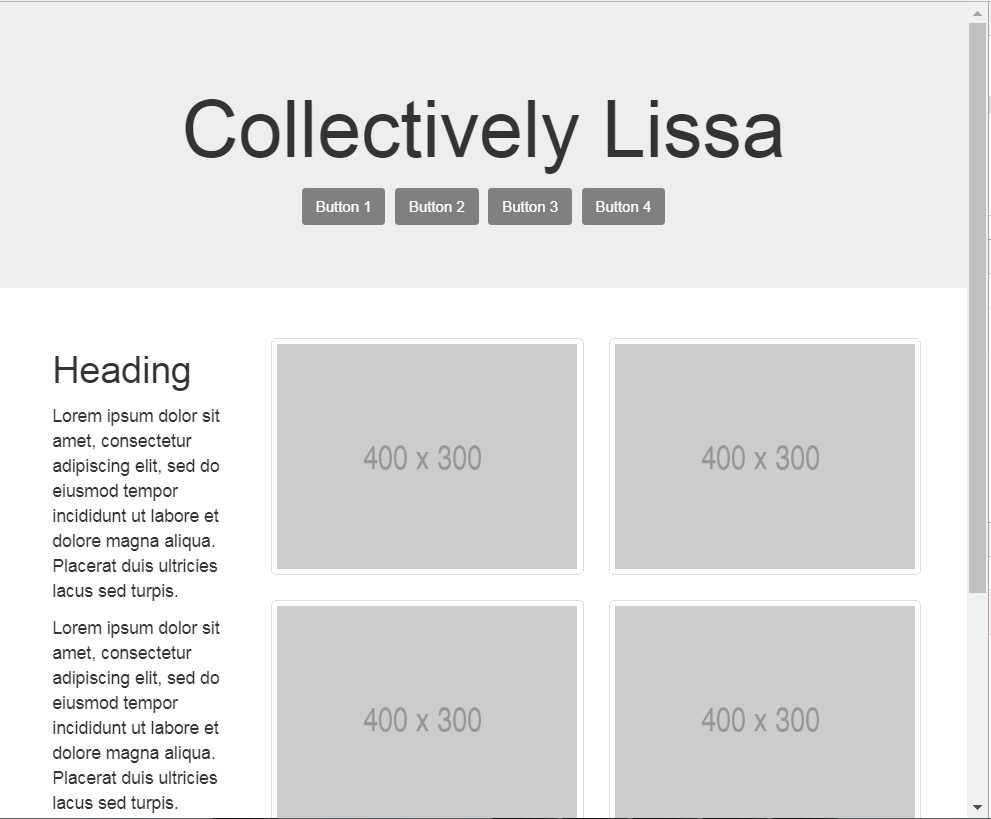 Collectively Lissa
Button 1 Button 2 Button 3 Button 4
Heading
Lorem ipsum dolor sit
amet, consectetur
adipiscing elit, sed do
eiusmod tempor
incididunt ut labore et
dolore magna aliqua.
Placerat duis ultricies
lacus sed turpis.
Lorem ipsum dolor sit
amet, consectetur
adipiscing elit, sed do
eiusmod tempor
incididunt ut labore et
dolore magna aliqua.
Placerat duis ultricies
lacus sed turpis.
400 x 300
400 x 300
400 x 300
400 x 300